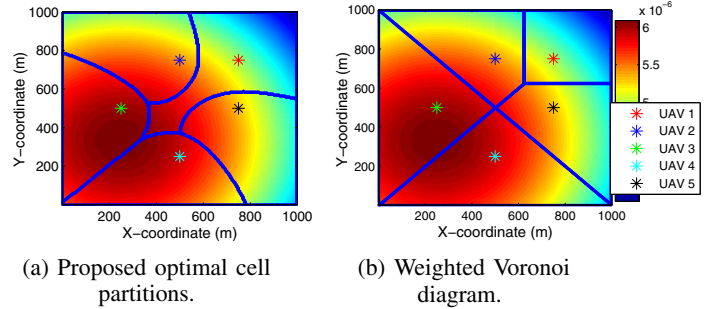 x 10⁻⁶
1000
800
600
400
200
200 400 600 800 1000
X−coordinate (m)
Y−coordinate (m)
1000
800
600
400
200
200 400 600 800 1000
X−coordinate (m)
Y−coordinate (m)
6
5.5
UAV 1
UAV 2
UAV 3
UAV 4
UAV 5
(a) Proposed optimal cell
partitions.
(b) Weighted Voronoi
diagram.